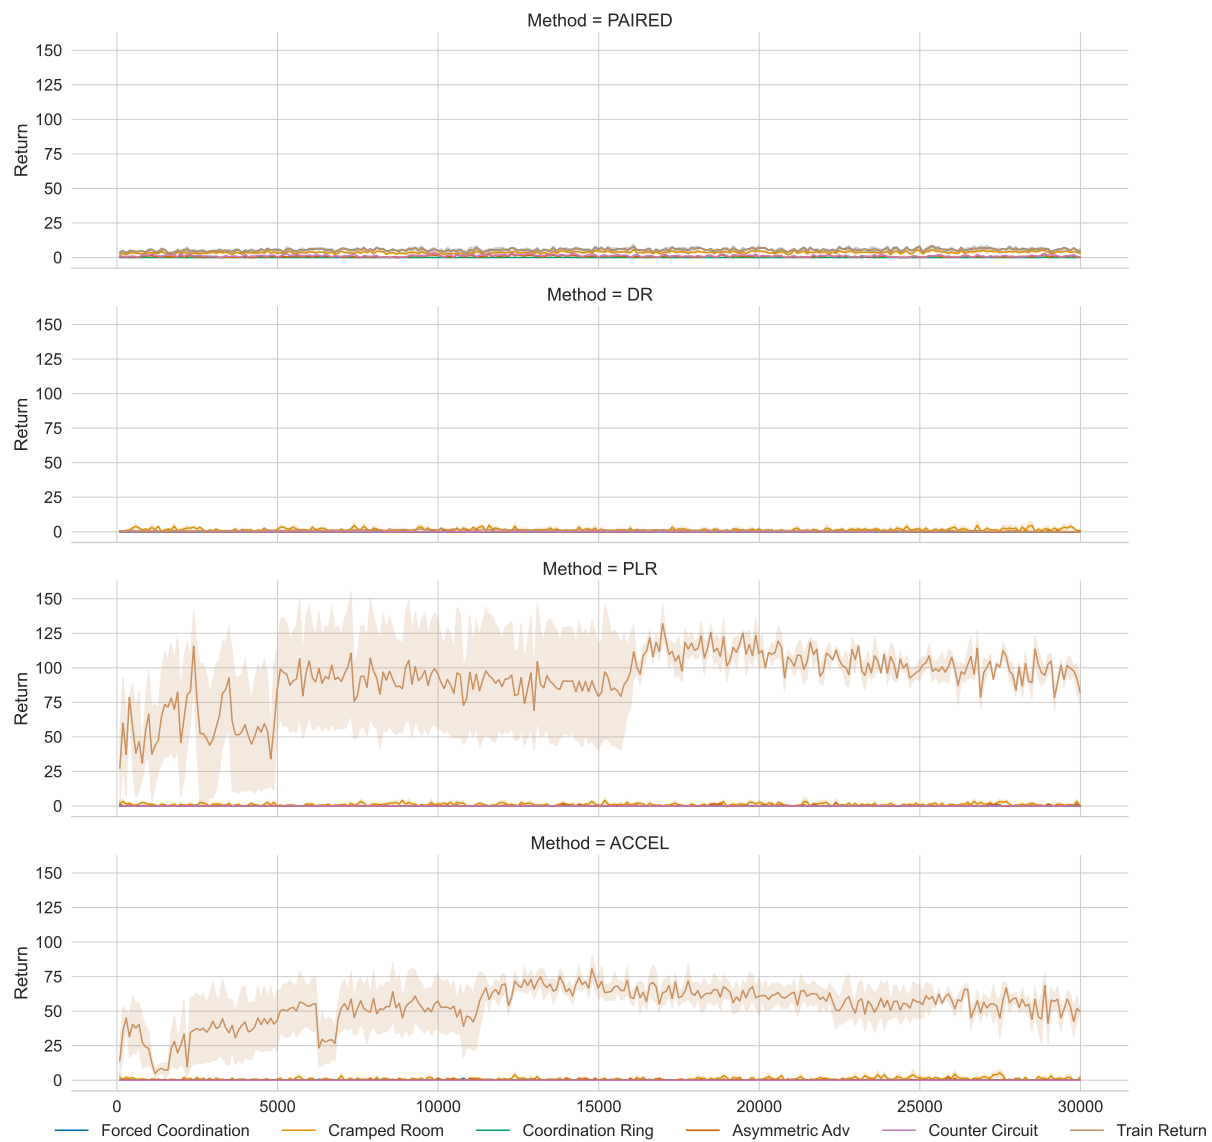 Method = PAIRED
150
125
100
75
50
25
0
Return
Method = DR
150
125
100
75
50
25
0
Return
Method = PLR
150
125
100
75
50
25
0
Return
Method = ACCEL
150
125
100
75
50
25
0
Return
0 5000 10000 15000 20000 25000 30000
Forced Coordination Cramped Room Coordination Ring Asymmetric Adv Counter Circuit Train Return